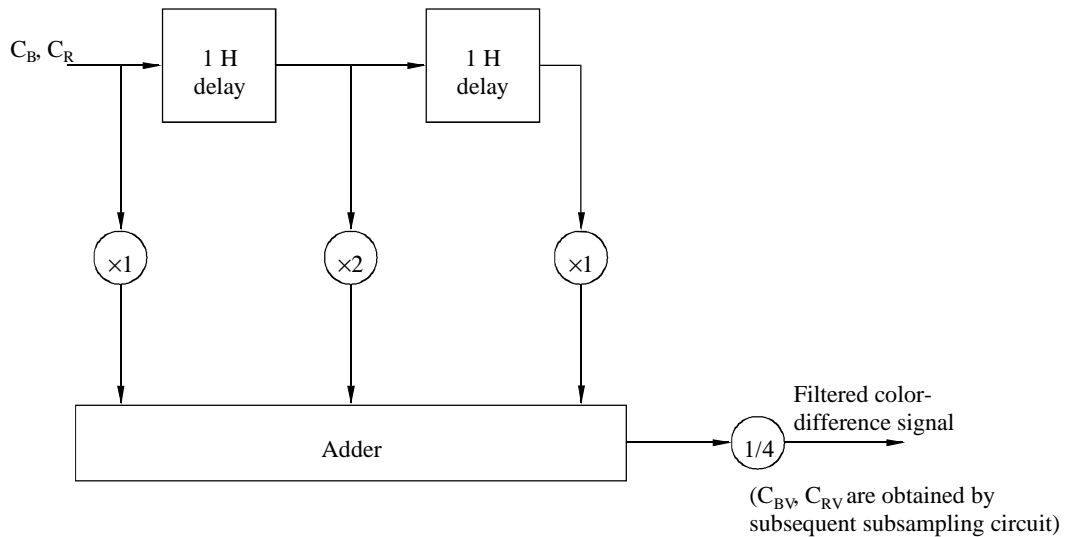 C_B, C_R
1 H
delay
1 H
delay
×1
×2
×1
Adder
1/4
Filtered color-
difference signal
(C_BV, C_RV are obtained by
subsequent subsampling circuit)